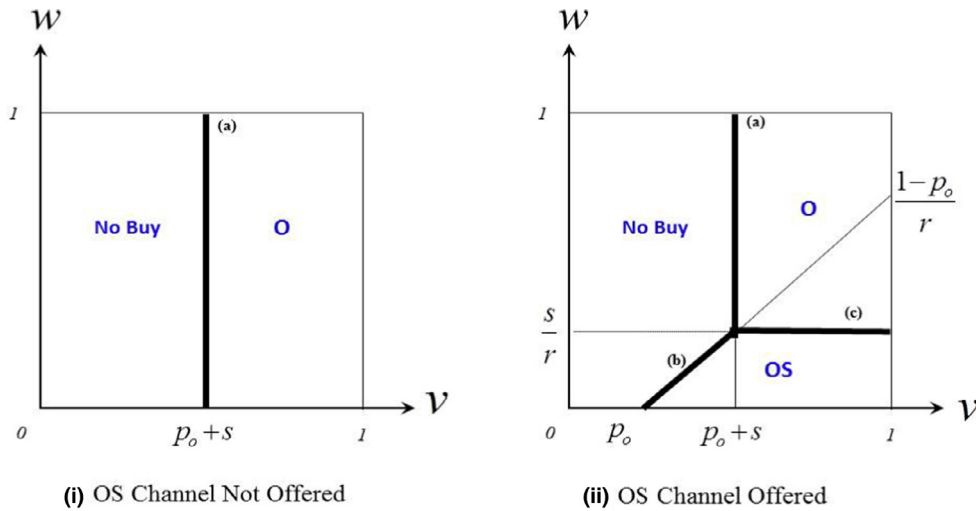 w
1
(a)
No Buy
O
0
p_o + s
1
v
(i) OS Channel Not Offered
w
1
(a)
No Buy
O
1−p_o
r
s
r
(c)
(b)
OS
0
p_o
p_o + s
1
v
(ii) OS Channel Offered